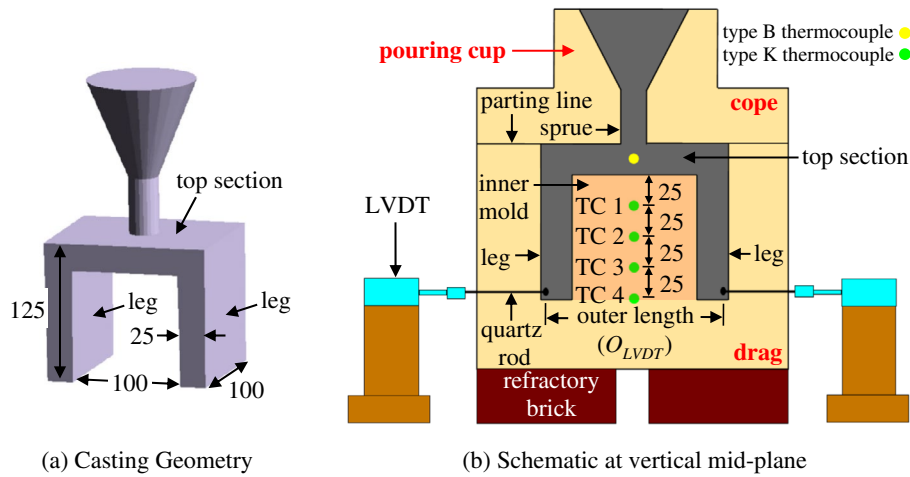 top section
125
leg
leg
25
100
100
(a) Casting Geometry
type B thermocouple
type K thermocouple
pouring cup
parting line
sprue
cope
top section
inner
mold
25
TC 1
25
TC 2
25
TC 3
25
TC 4
leg
leg
LVDT
outer length
(O_LVDT)
quartz
rod
drag
refractory
brick
(b) Schematic at vertical mid-plane